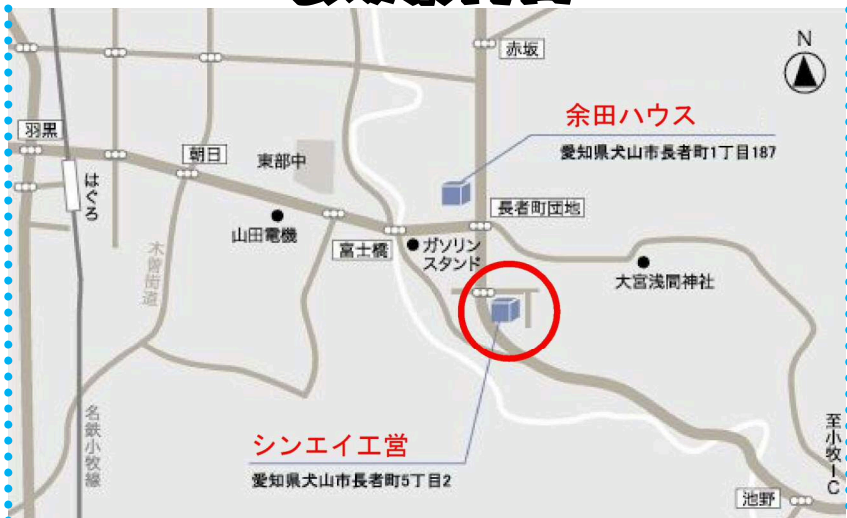 赤坂
N
余田ハウス
愛知県犬山市長者町1丁目187
羽黒
朝日
東部中
はぐろ
長者町団地
山田電機
富士橋
ガソリン
スタンド
大宮浅間神社
木曽街道
名鉄小牧線
シンエイ工営
愛知県犬山市長者町5丁目2
至小牧IC
池野